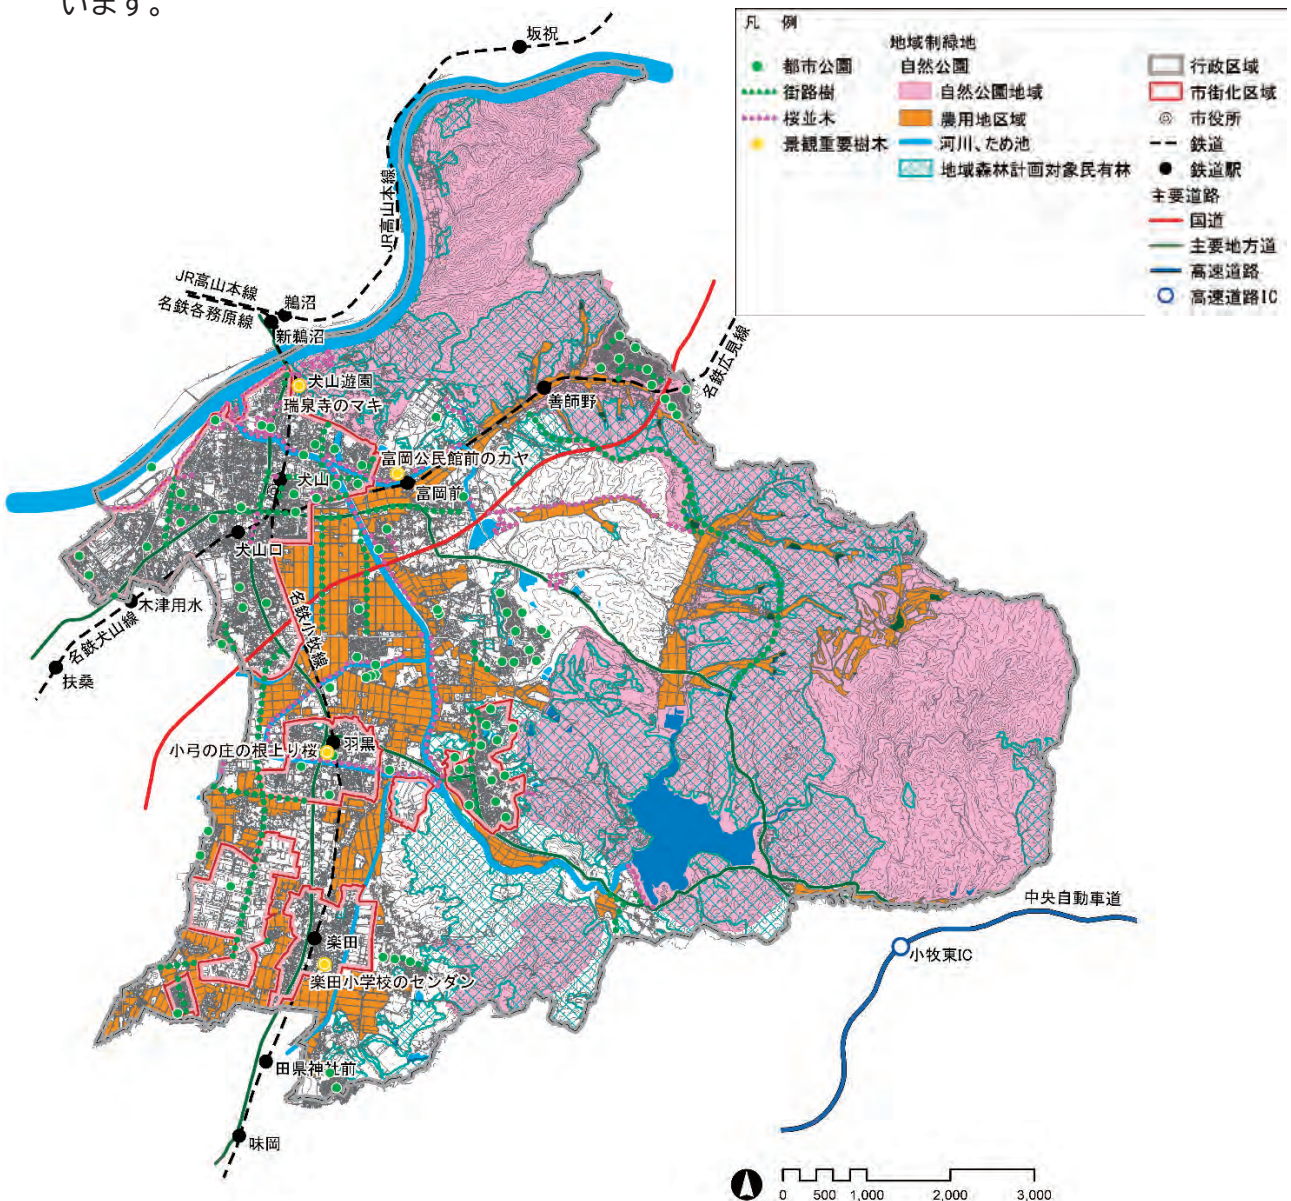 います。
坂祝
凡 例
地域制緑地
都市公園
自然公園
行政区域
街路樹
自然公園地域
市街化区域
桜並木
農用地区域
市役所
景観重要樹木
河川、ため池
鉄道
地域森林計画対象民有林
鉄道駅
主要道路
国道
主要地方道
高速道路
高速道路IC
JR高山本線
JR高山本線
名鉄各務原線
鵜沼
新鵜沼
名鉄広見線
犬山遊園
瑞泉寺のマキ
善師野
富岡公民館前のカヤ
犬山
富岡前
犬山口
木津用水
名鉄犬山線
名鉄小牧線
扶桑
羽黒
小弓の庄の根上り桜
中央自動車道
楽田
小牧東IC
楽田小学校のセンダン
田県神社前
味岡
0 500 1,000 2,000 3,000